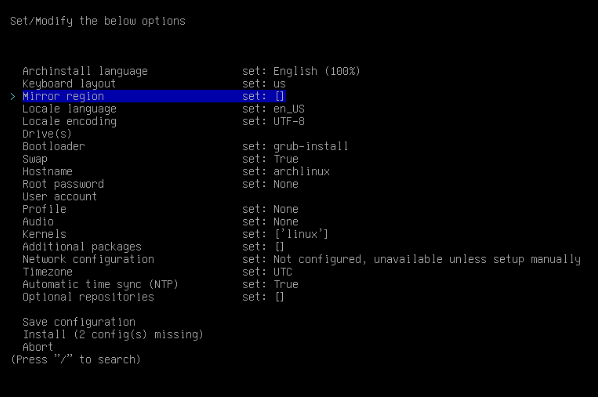 Set/Modify the below options
Archinstall language set: English (100%)
Keyboard layout set: us
> Mirror region set: []
Locale language set: en_US
Locale encoding set: UTF-8
Drive(s)
Bootloader set: grub-install
Swap set: True
Hostname set: archlinux
Root password set: None
User account
Profile set: None
Audio set: None
Kernels set: ['linux']
Additional packages set: []
Network configuration set: Not configured, unavailable unless setup manually
Timezone set: UTC
Automatic time sync (NTP) set: True
Optional repositories set: []
Save configuration
Install (2 config(s) missing)
Abort
(Press "/" to search)